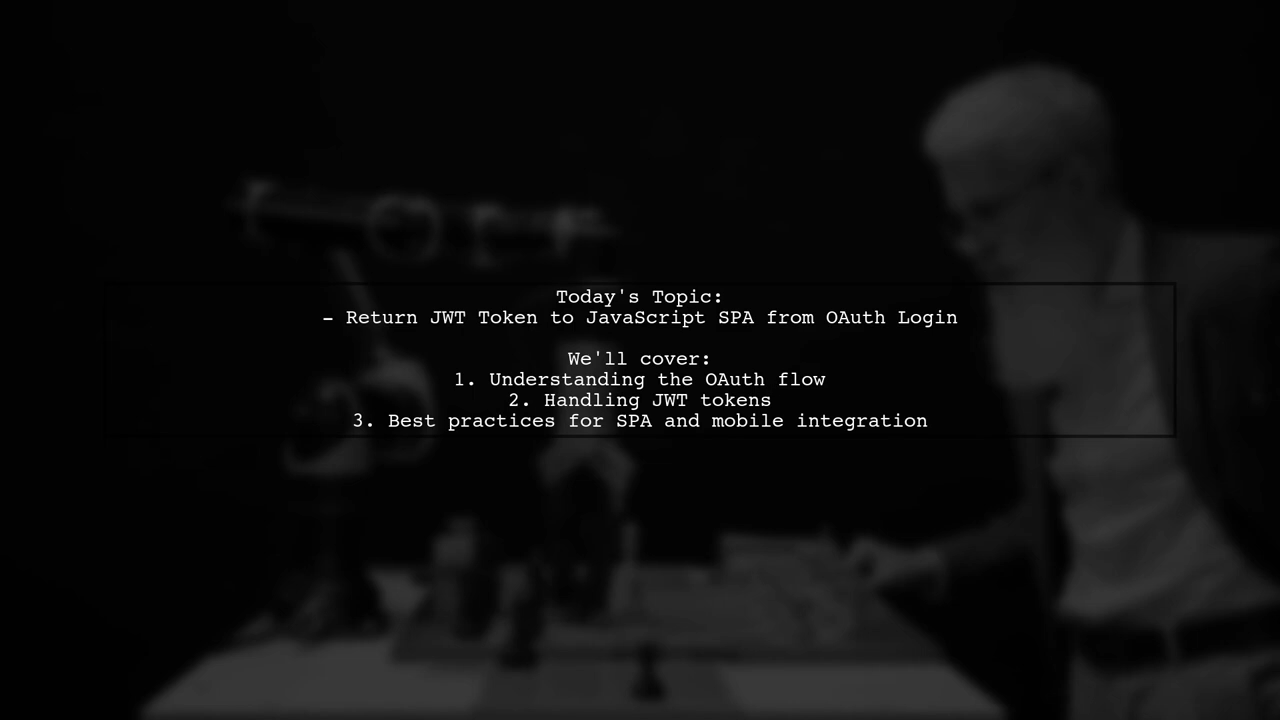 Today's Topic:
- Return JWT Token to JavaScript SPA from OAuth Login
We'll cover:
1. Understanding the OAuth flow
2. Handling JWT tokens
3. Best practices for SPA and mobile integration